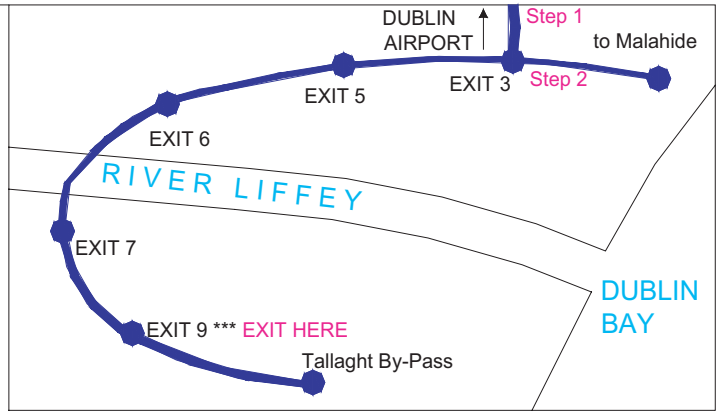 DUBLIN
AIRPORT
Step 1
to Malahide
EXIT 3
Step 2
EXIT 5
EXIT 6
RIVER LIFFEY
EXIT 7
DUBLIN
BAY
EXIT 9 *** EXIT HERE
Tallaght By-Pass